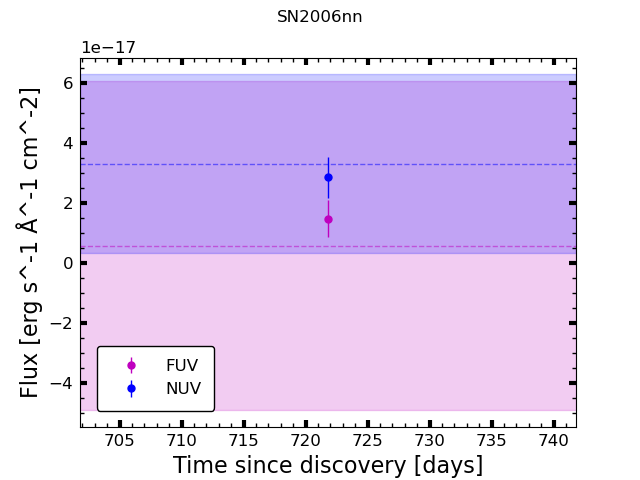 SN2006nn
1e−17
6
4
2
0
−2
−4
Flux [erg s^-1 Å^-1 cm^-2]
FUV
NUV
705 710 715 720 725 730 735 740
Time since discovery [days]